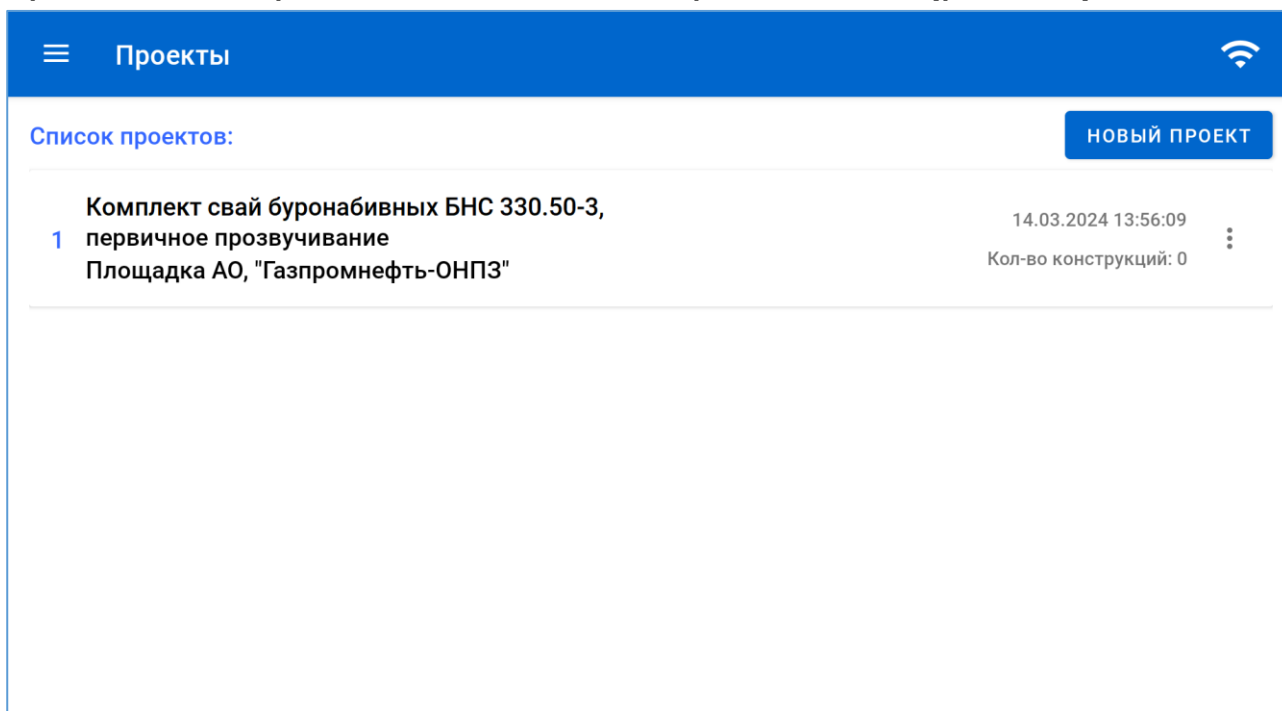 Проекты
Список проектов:
НОВЫЙ ПРОЕКТ
Комплект свай буронабивных БНС 330.50-3,
1 первичное прозвучивание
Площадка АО, "Газпромнефть-ОНПЗ"
14.03.2024 13:56:09
Кол-во конструкций: 0